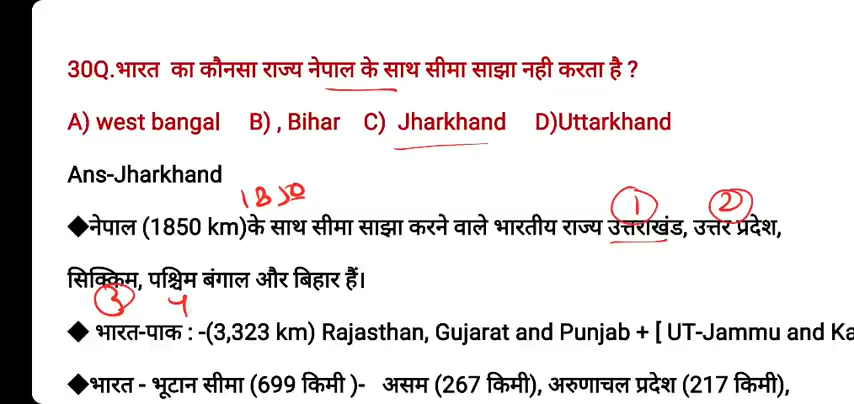 30Q.भारत का कौनसा राज्य नेपाल के साथ सीमा साझा नही करता है ?
A) west bangal B) , Bihar C) Jharkhand D)Uttarkhand
Ans-Jharkhand
1850
1 2
◆नेपाल (1850 km)के साथ सीमा साझा करने वाले भारतीय राज्य उत्तराखंड, उत्तर प्रदेश,
सिक्किम, पश्चिम बंगाल और बिहार हैं।
3 4
◆ भारत-पाक : -(3,323 km) Rajasthan, Gujarat and Punjab + [ UT-Jammu and Ka
◆भारत - भूटान सीमा (699 किमी )- असम (267 किमी), अरुणाचल प्रदेश (217 किमी),